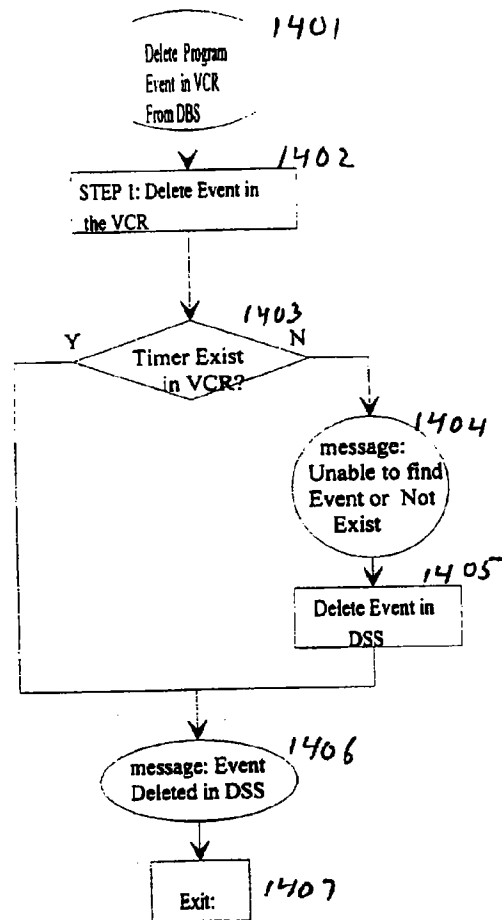 1401
Delete Program
Event in VCR
From DBS
1402
STEP 1: Delete Event in
the VCR
1403
Y
N
Timer Exist
in VCR?
1404
message:
Unable to find
Event or Not
Exist
1405
Delete Event in
DSS
1406
message: Event
Deleted in DSS
Exit:
1407